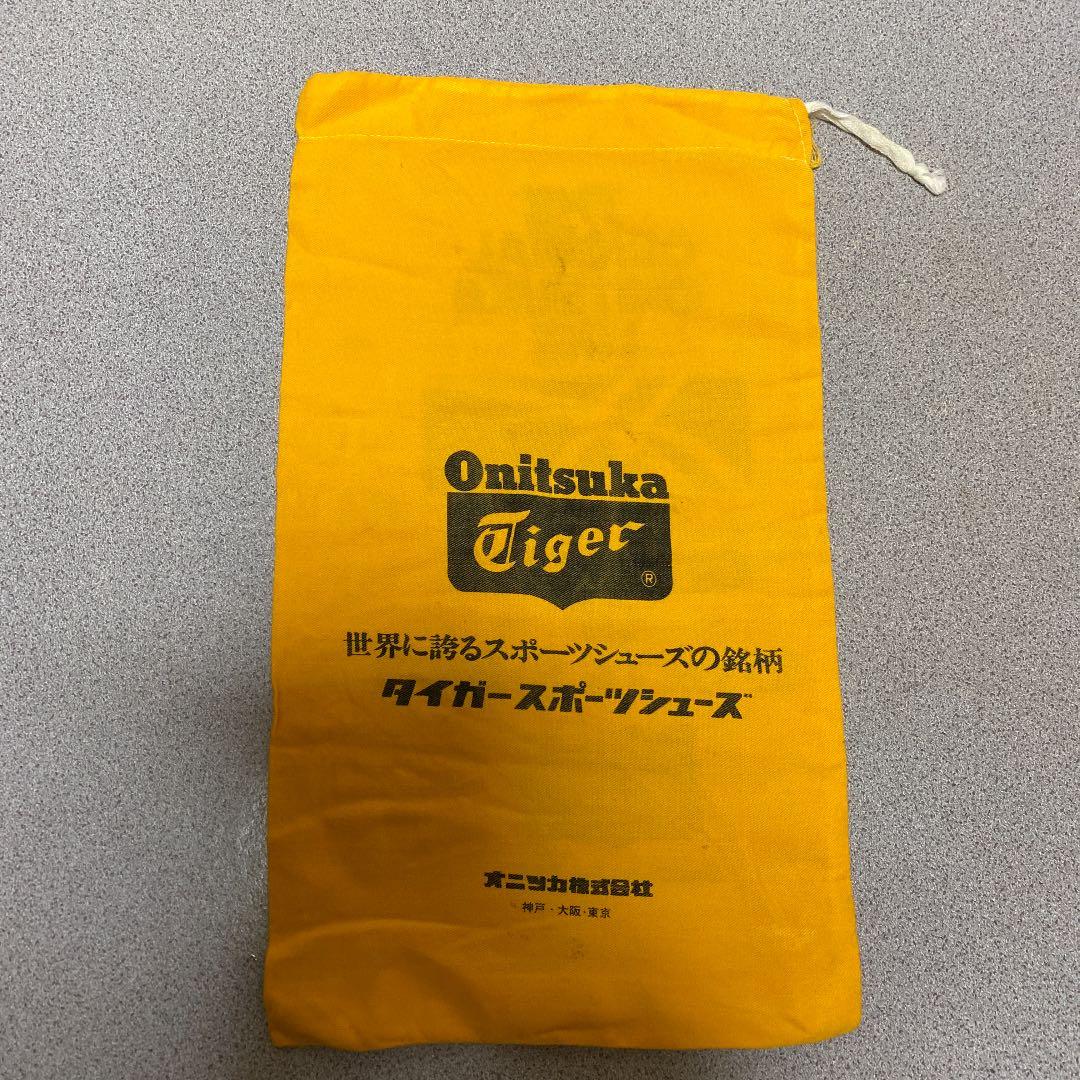 Onitsuka
Tiger
®
世界に誇るスポーツシューズの銘柄
タイガースポーツシューズ
オニツカ株式会社
神戸・大阪・東京